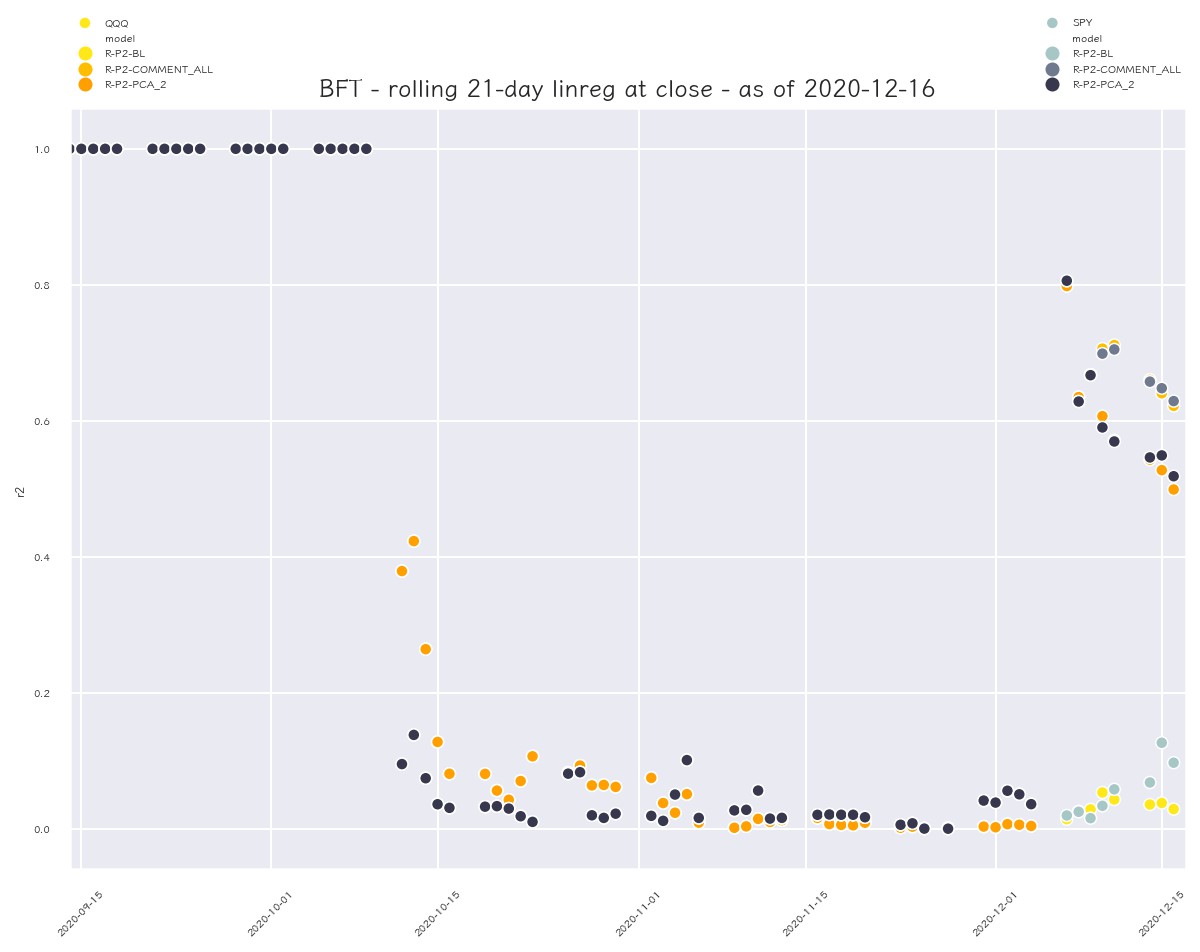 QQQ
model
R-P2-BL
R-P2-COMMENT_ALL
R-P2-PCA_2
SPY
model
R-P2-BL
R-P2-COMMENT_ALL
R-P2-PCA_2
BFT - rolling 21-day linreg at close - as of 2020-12-16
1.0
0.8
0.6
0.4
0.2
0.0
r2
2020-09-15
2020-10-01
2020-10-15
2020-11-01
2020-11-15
2020-12-01
2020-12-15